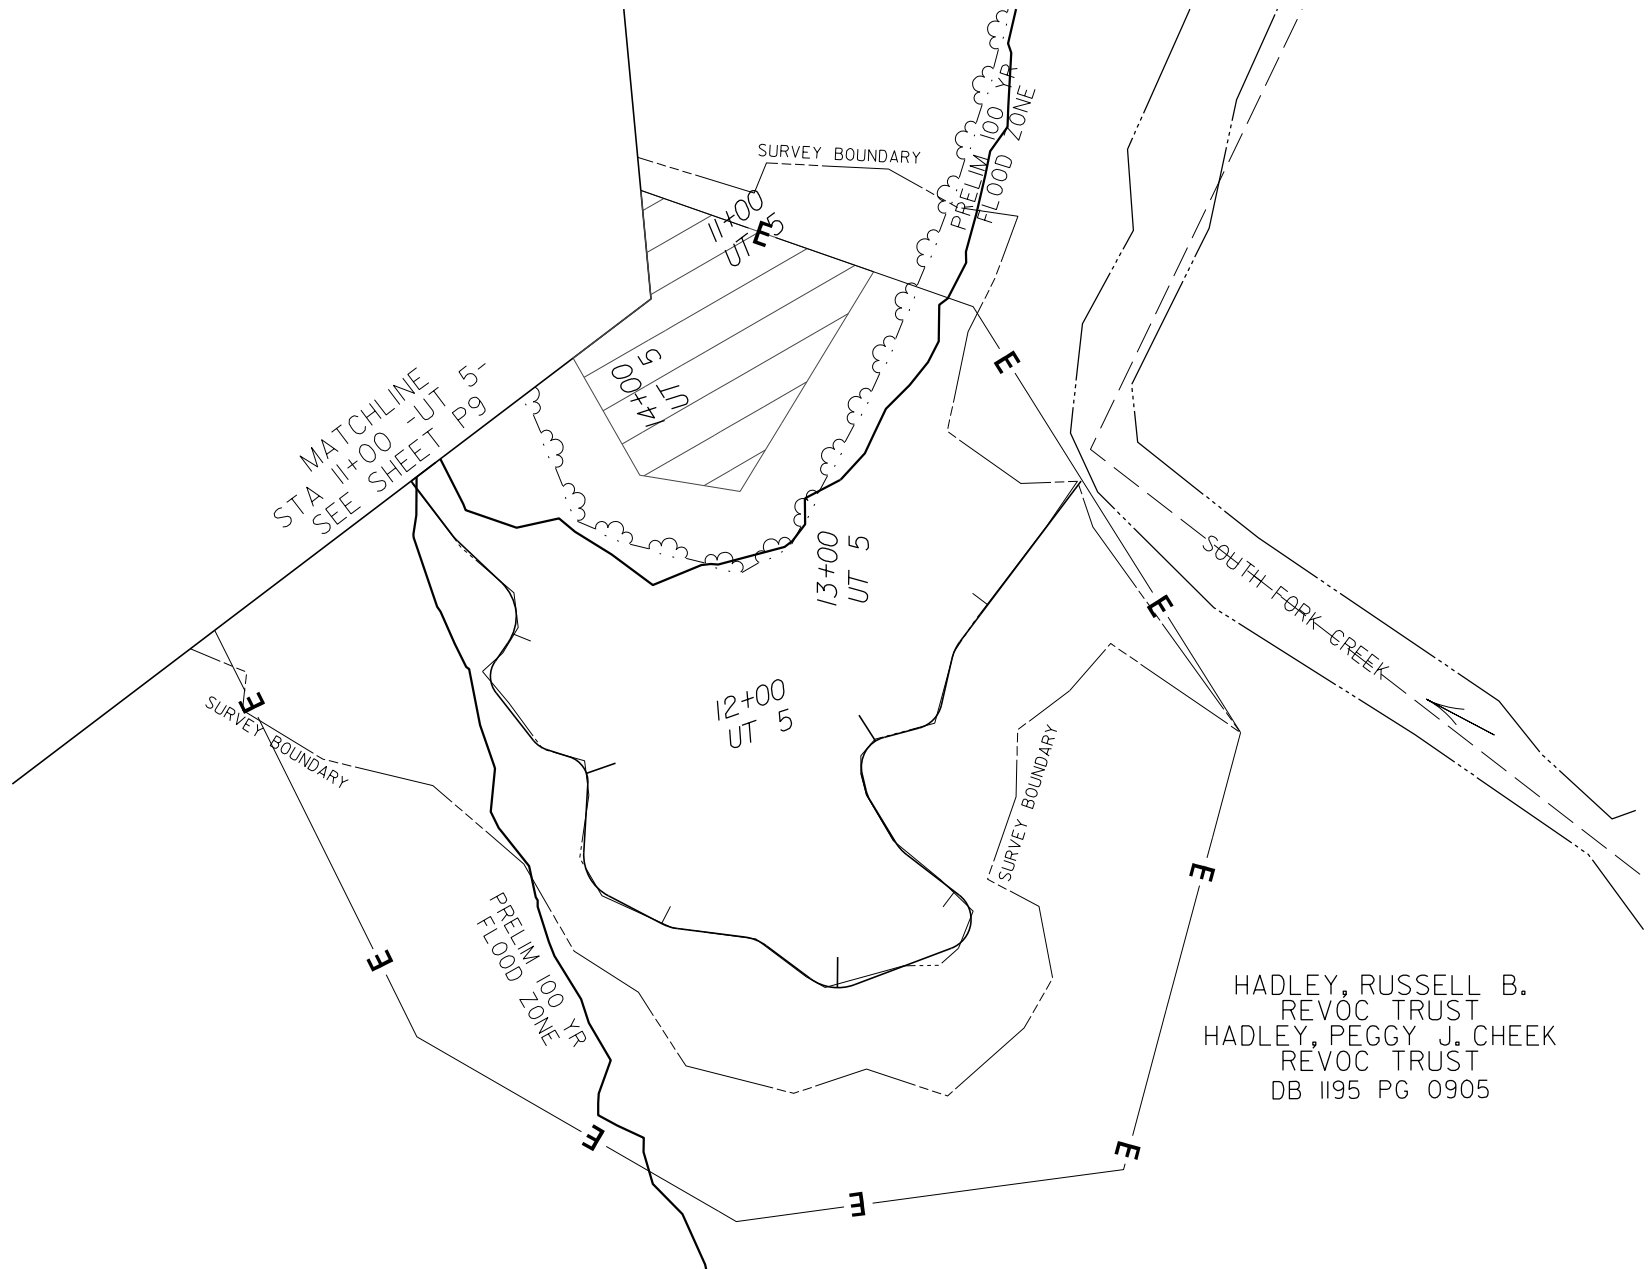 SURVEY BOUNDARY
PRELIM 100 YR
FLOOD ZONE
11+00
UT 5
E
E
14+00
UT 5
MATCHLINE
STA 11+00 -UT 5-
SEE SHEET P9
13+00
UT 5
SOUTH FORK CREEK
E
12+00
UT 5
E
SURVEY BOUNDARY
SURVEY BOUNDARY
E
PRELIM 100 YR
FLOOD ZONE
E
HADLEY, RUSSELL B.
REVOC TRUST
HADLEY, PEGGY J. CHEEK
REVOC TRUST
DB 1195 PG 0905
E
E
E